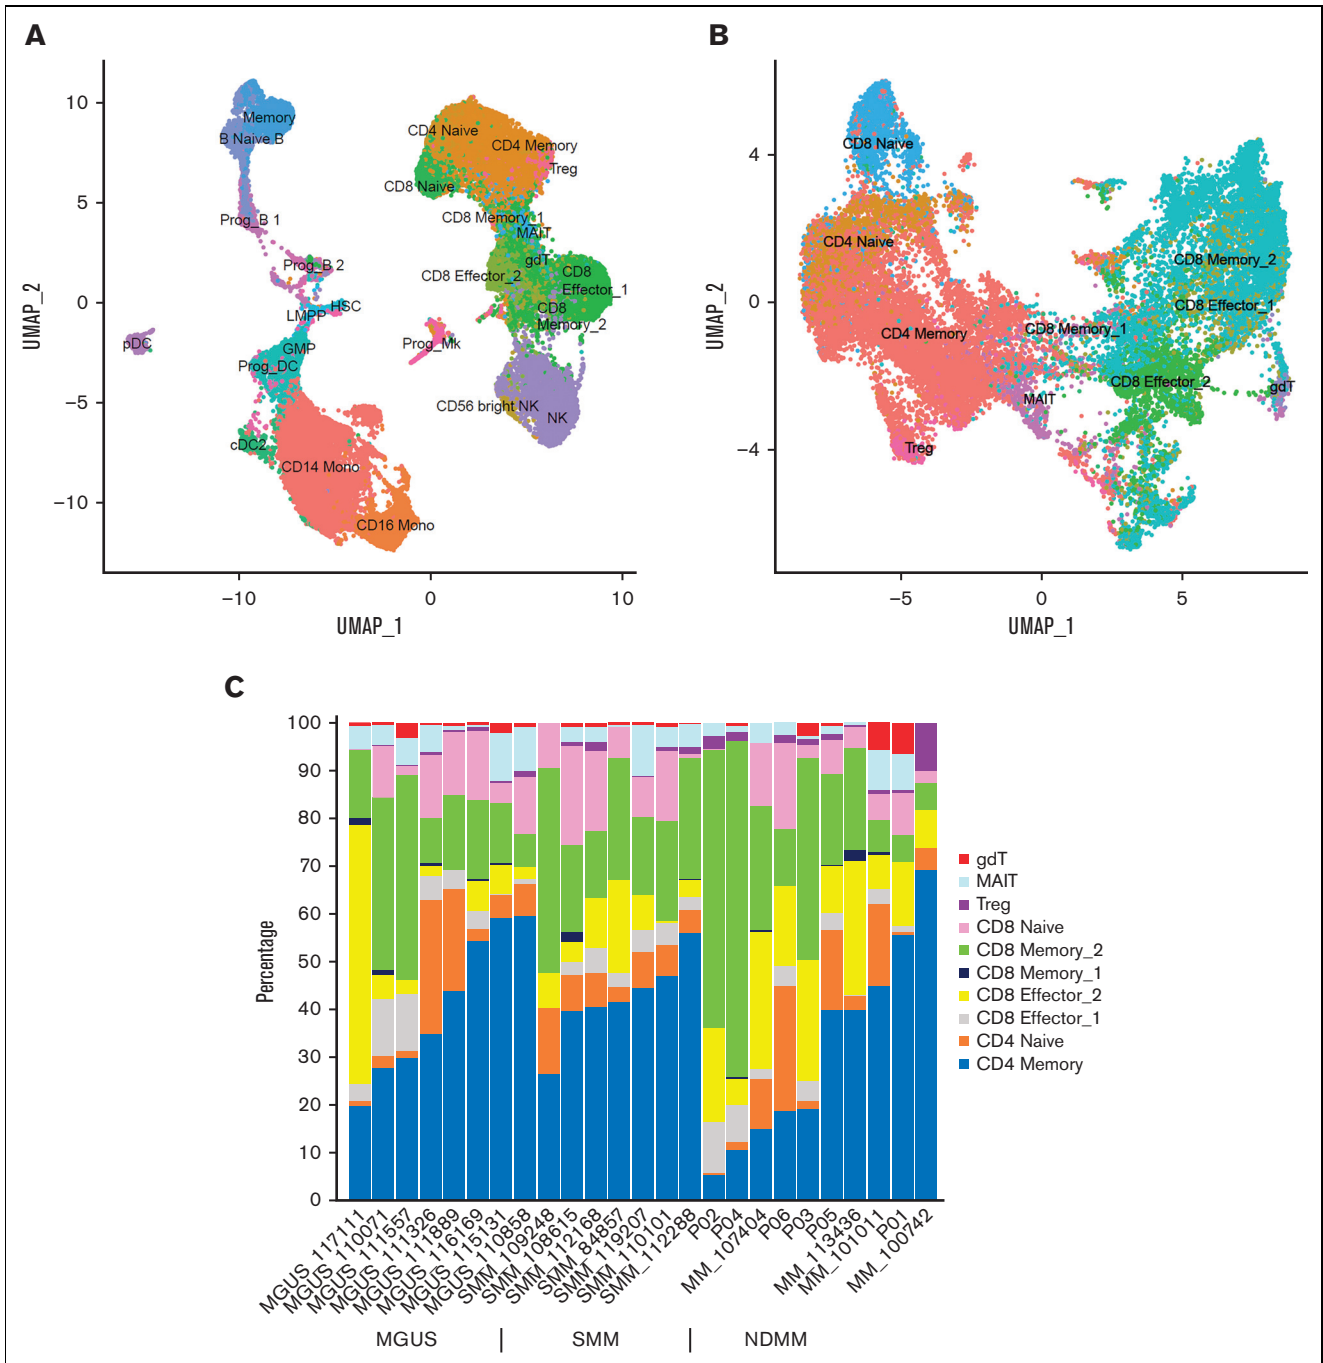 A
B
10
5
0
−5
−10
UMAP_2
Memory
B Naive B
Prog_B 1
Prog_B 2
HSC
LMPP
GMP
Prog_DC
pDC
cDC2
CD14 Mono
CD16 Mono
CD4 Naive
CD4 Memory
Treg
CD8 Naive
CD8 Memory_1
MAIT
gdT
CD8 Effector_2
CD8
Effector_1
CD8
Memory_2
Prog_Mk
CD56 bright NK
NK
−10
0
10
UMAP_1
4
0
−4
UMAP_2
CD8 Naive
CD4 Naive
CD8 Memory_2
CD8 Effector_1
CD4 Memory
CD8 Memory_1
CD8 Effector_2
gdT
MAIT
Treg
−5
0
5
UMAP_1
C
100
90
80
70
60
50
40
30
20
10
0
Percentage
gdT
MAIT
Treg
CD8 Naive
CD8 Memory_2
CD8 Memory_1
CD8 Effector_2
CD8 Effector_1
CD4 Naive
CD4 Memory
MGUS_117111
MGUS_110071
MGUS_111557
MGUS_111326
MGUS_111889
MGUS_116169
MGUS_115131
MGUS_110858
SMM_109248
SMM_108615
SMM_112168
SMM_84857
SMM_119207
SMM_110101
SMM_112288
P02
P04
MM_107404
P06
P03
P05
MM_113436
MM_101011
P01
MM_100742
MGUS | SMM | NDMM